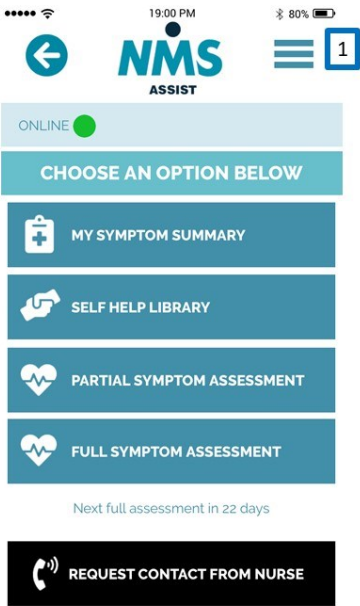 19:00 PM
80%
NMS
ASSIST
1
ONLINE
CHOOSE AN OPTION BELOW
MY SYMPTOM SUMMARY
SELF HELP LIBRARY
PARTIAL SYMPTOM ASSESSMENT
FULL SYMPTOM ASSESSMENT
Next full assessment in 22 days
REQUEST CONTACT FROM NURSE